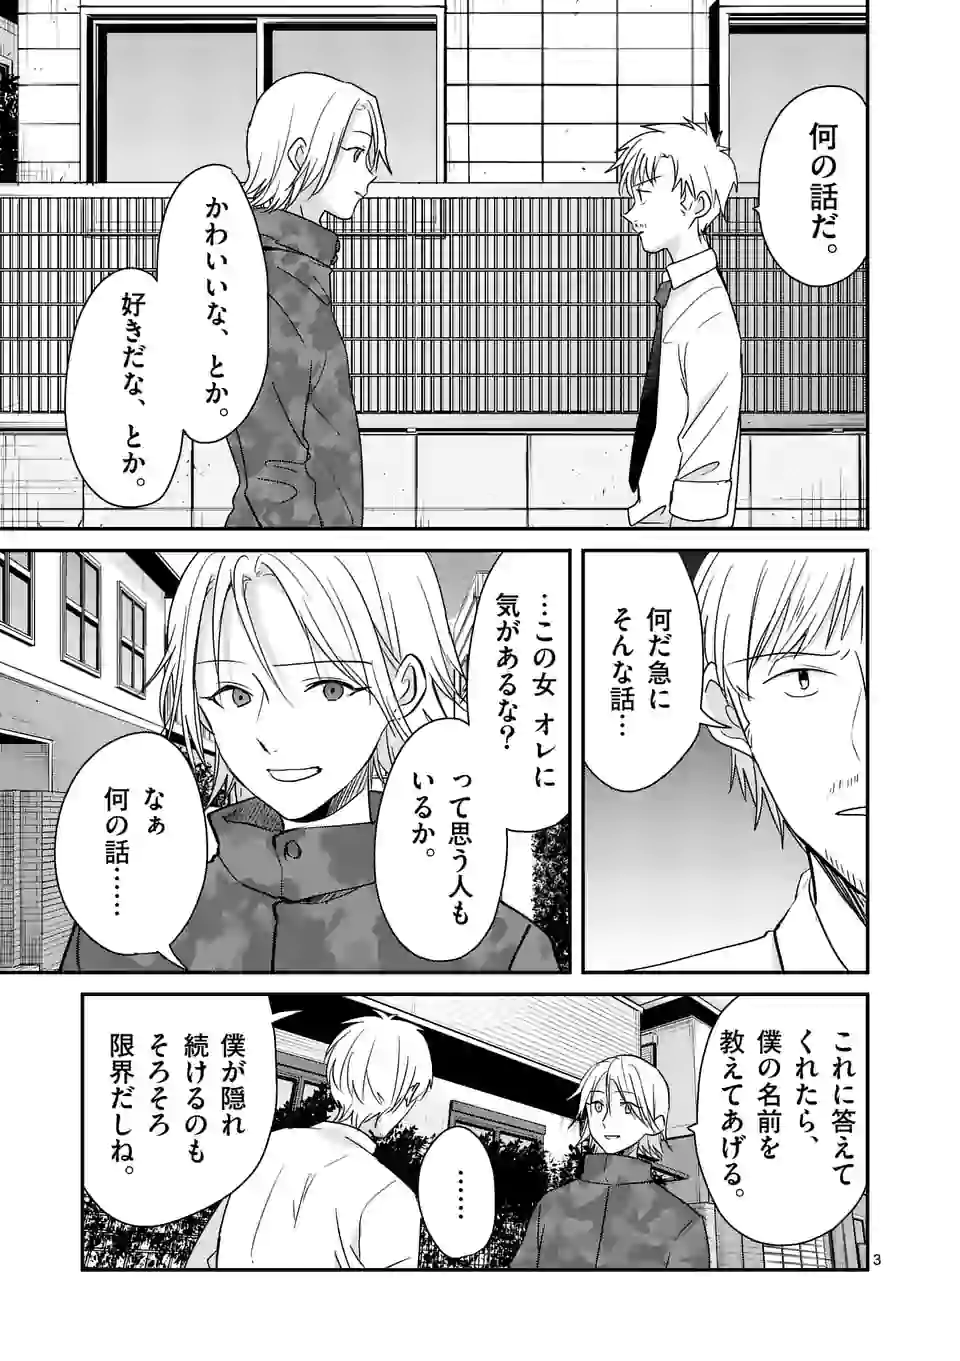 何の話だ。
かわいいな、とか。
好きだな、とか。
何だ急に
そんな話…
…この女 オレに
気があるな？
って思う人も
いるか。
なぁ
何の話……
これに答えて
くれたら、
僕の名前を
教えてあげる。
……
僕が隠れ
続けるのも
そろそろ
限界だしね。
3